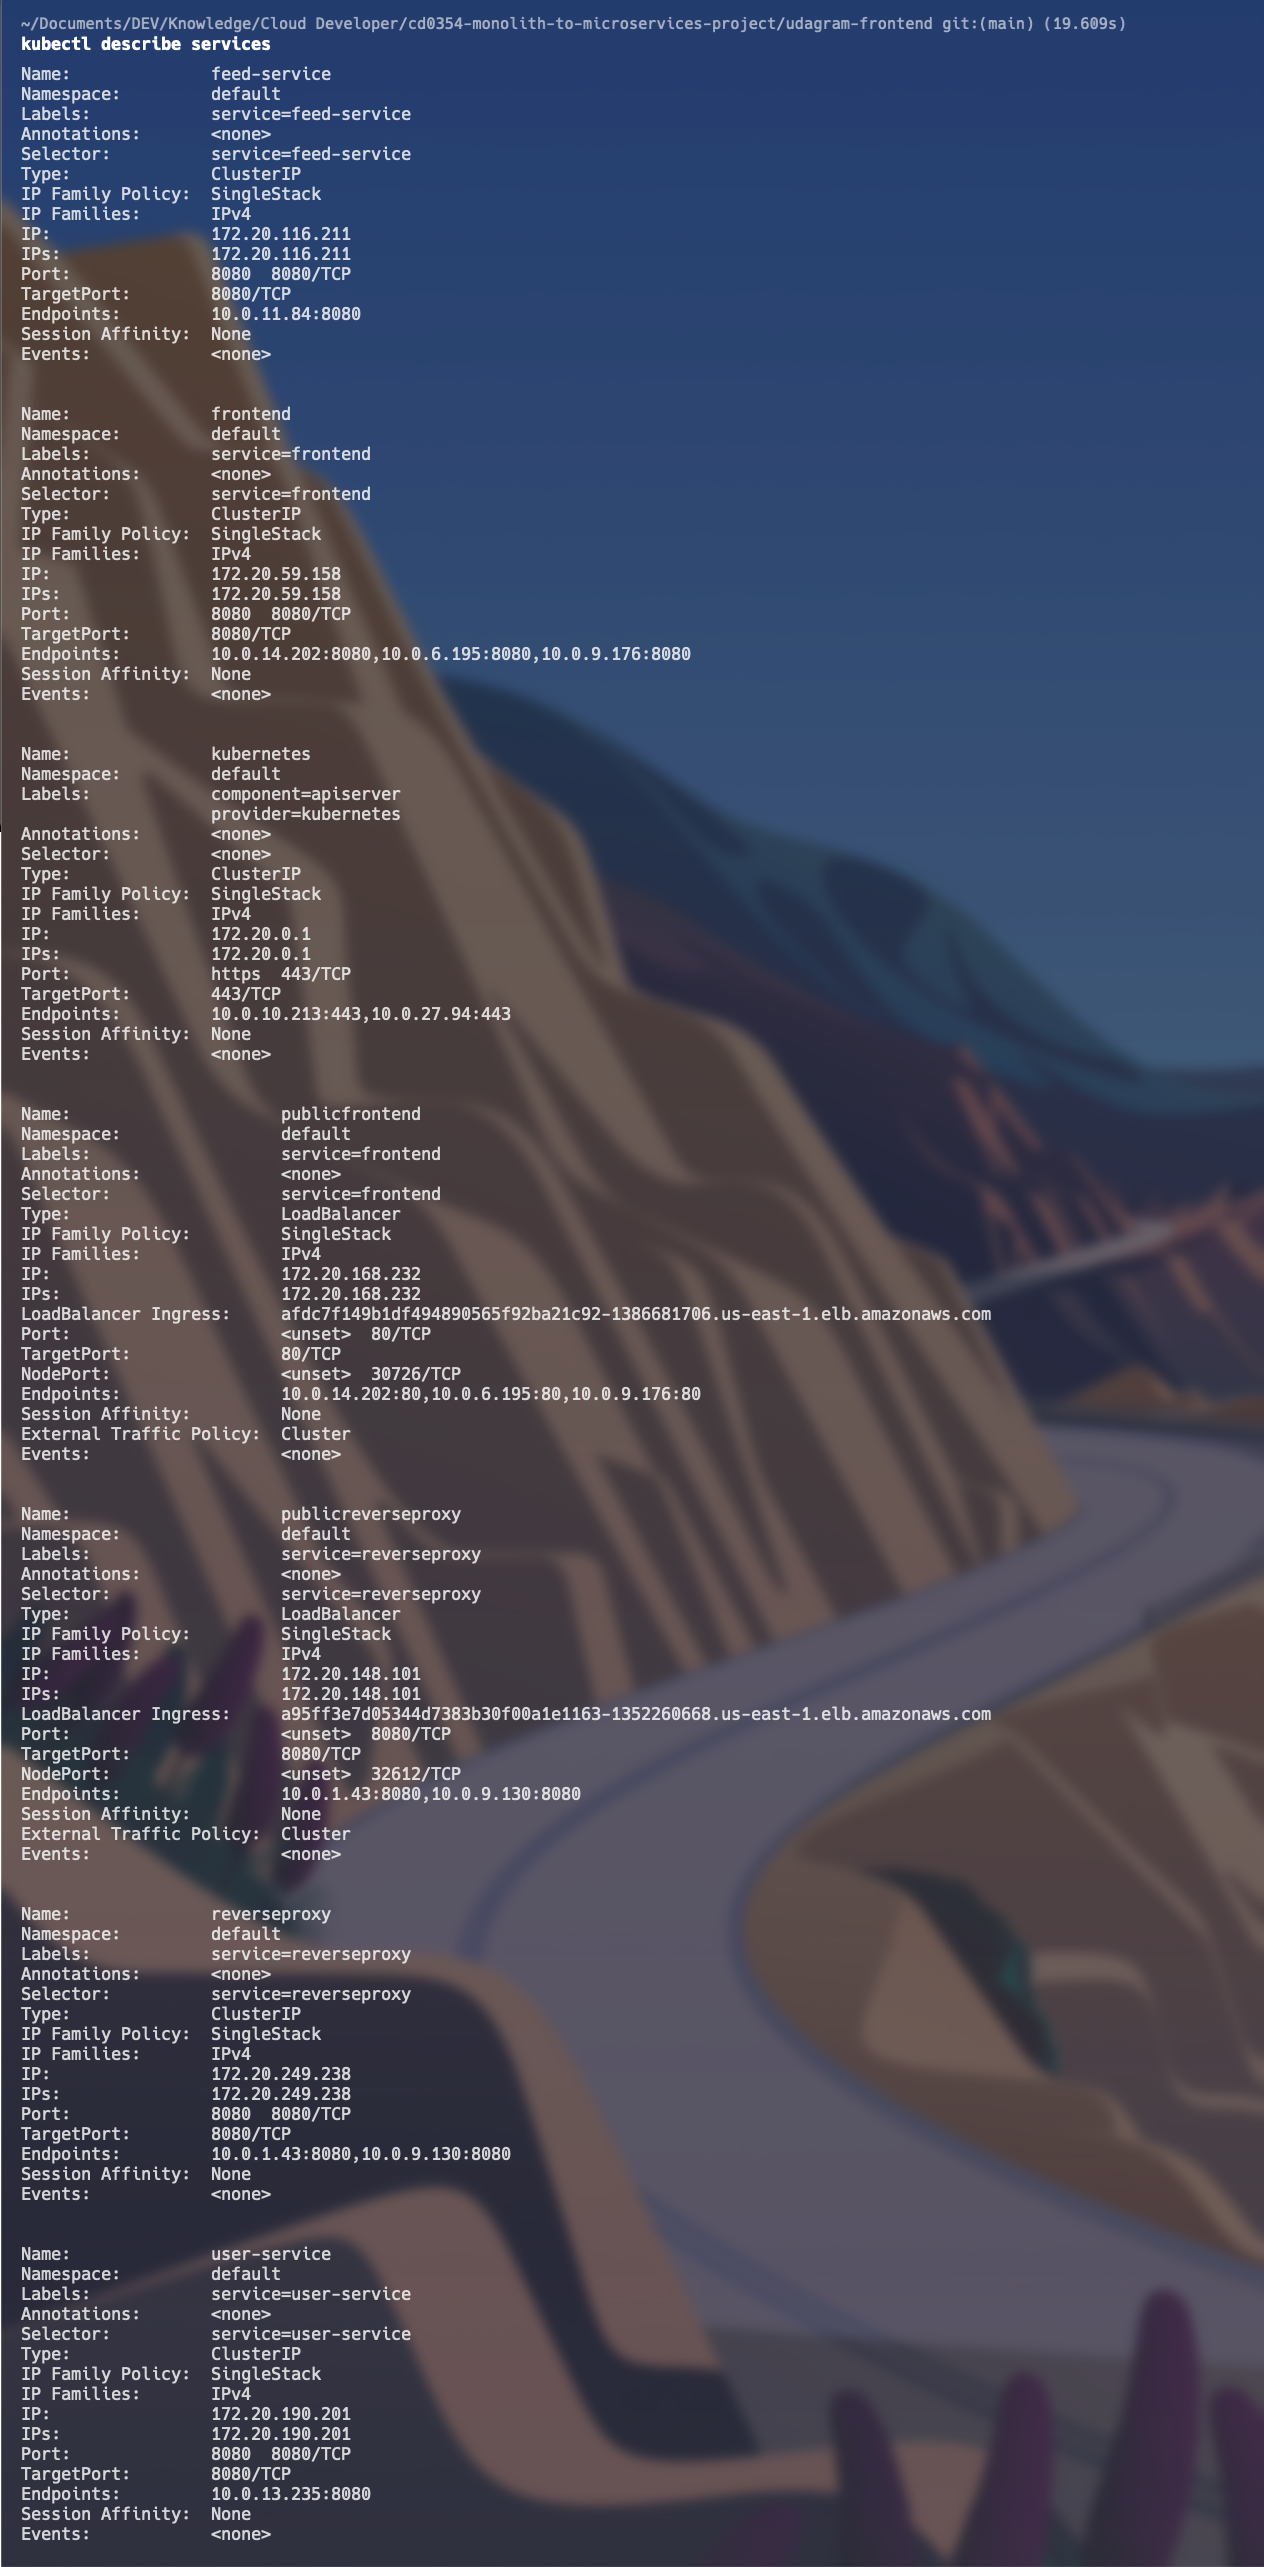 ~/Documents/DEV/Knowledge/Cloud Developer/cd0354-monolith-to-microservices-project/udagram-frontend git:(main) (19.609s)
kubectl describe services
Name:              feed-service
Namespace:         default
Labels:            service=feed-service
Annotations:       <none>
Selector:          service=feed-service
Type:              ClusterIP
IP Family Policy:  SingleStack
IP Families:       IPv4
IP:                172.20.116.211
IPs:               172.20.116.211
Port:              8080  8080/TCP
TargetPort:        8080/TCP
Endpoints:         10.0.11.84:8080
Session Affinity:  None
Events:            <none>

Name:              frontend
Namespace:         default
Labels:            service=frontend
Annotations:       <none>
Selector:          service=frontend
Type:              ClusterIP
IP Family Policy:  SingleStack
IP Families:       IPv4
IP:                172.20.59.158
IPs:               172.20.59.158
Port:              8080  8080/TCP
TargetPort:        8080/TCP
Endpoints:         10.0.14.202:8080,10.0.6.195:8080,10.0.9.176:8080
Session Affinity:  None
Events:            <none>

Name:              kubernetes
Namespace:         default
Labels:            component=apiserver
                   provider=kubernetes
Annotations:       <none>
Selector:          <none>
Type:              ClusterIP
IP Family Policy:  SingleStack
IP Families:       IPv4
IP:                172.20.0.1
IPs:               172.20.0.1
Port:              https  443/TCP
TargetPort:        443/TCP
Endpoints:         10.0.10.213:443,10.0.27.94:443
Session Affinity:  None
Events:            <none>

Name:                     publicfrontend
Namespace:                default
Labels:                   service=frontend
Annotations:              <none>
Selector:                 service=frontend
Type:                     LoadBalancer
IP Family Policy:         SingleStack
IP Families:              IPv4
IP:                       172.20.168.232
IPs:                      172.20.168.232
LoadBalancer Ingress:     afdc7f149b1df494890565f92ba21c92-1386681706.us-east-1.elb.amazonaws.com
Port:                     <unset>  80/TCP
TargetPort:               80/TCP
NodePort:                 <unset>  30726/TCP
Endpoints:                10.0.14.202:80,10.0.6.195:80,10.0.9.176:80
Session Affinity:         None
External Traffic Policy:  Cluster
Events:                   <none>

Name:                     publicreverseproxy
Namespace:                default
Labels:                   service=reverseproxy
Annotations:              <none>
Selector:                 service=reverseproxy
Type:                     LoadBalancer
IP Family Policy:         SingleStack
IP Families:              IPv4
IP:                       172.20.148.101
IPs:                      172.20.148.101
LoadBalancer Ingress:     a95ff3e7d05344d7383b30f00a1e1163-1352260668.us-east-1.elb.amazonaws.com
Port:                     <unset>  8080/TCP
TargetPort:               8080/TCP
NodePort:                 <unset>  32612/TCP
Endpoints:                10.0.1.43:8080,10.0.9.130:8080
Session Affinity:         None
External Traffic Policy:  Cluster
Events:                   <none>

Name:              reverseproxy
Namespace:         default
Labels:            service=reverseproxy
Annotations:       <none>
Selector:          service=reverseproxy
Type:              ClusterIP
IP Family Policy:  SingleStack
IP Families:       IPv4
IP:                172.20.249.238
IPs:               172.20.249.238
Port:              8080  8080/TCP
TargetPort:        8080/TCP
Endpoints:         10.0.1.43:8080,10.0.9.130:8080
Session Affinity:  None
Events:            <none>

Name:              user-service
Namespace:         default
Labels:            service=user-service
Annotations:       <none>
Selector:          service=user-service
Type:              ClusterIP
IP Family Policy:  SingleStack
IP Families:       IPv4
IP:                172.20.190.201
IPs:               172.20.190.201
Port:              8080  8080/TCP
TargetPort:        8080/TCP
Endpoints:         10.0.13.235:8080
Session Affinity:  None
Events:            <none>